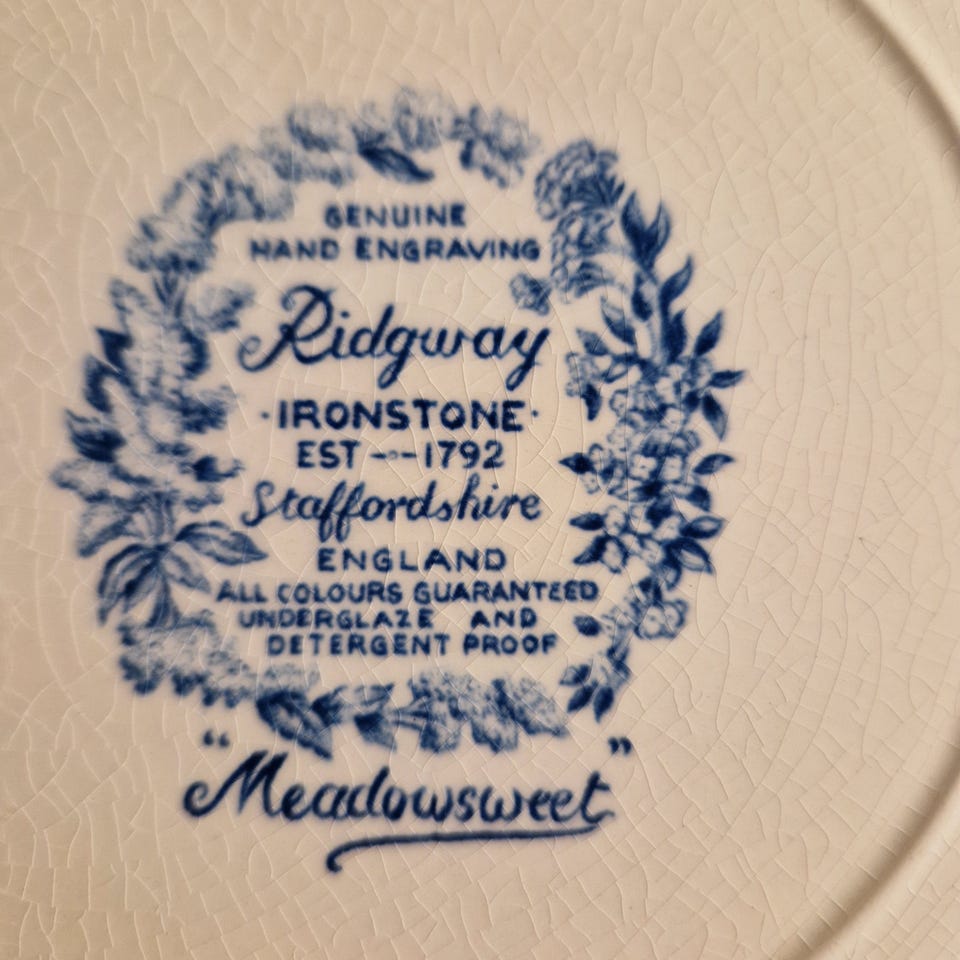 GENUINE
HAND ENGRAVING
Ridgway
·IRONSTONE·
EST---1792
Staffordshire
ENGLAND
ALL COLOURS GUARANTEED
UNDERGLAZE AND
DETERGENT PROOF
"Meadowsweet"